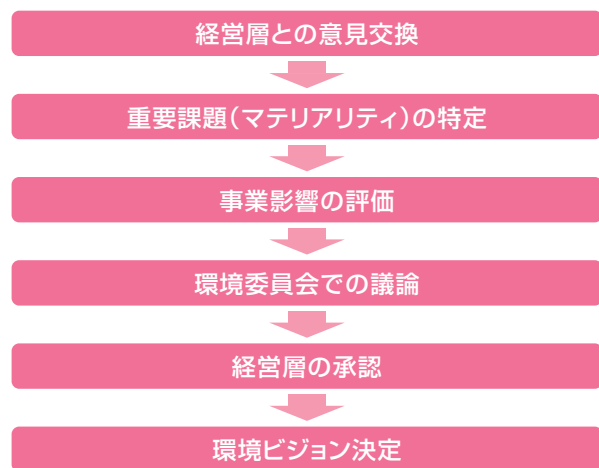 経営層との意見交換
重要課題（マテリアリティ）の特定
事業影響の評価
環境委員会での議論
経営層の承認
環境ビジョン決定